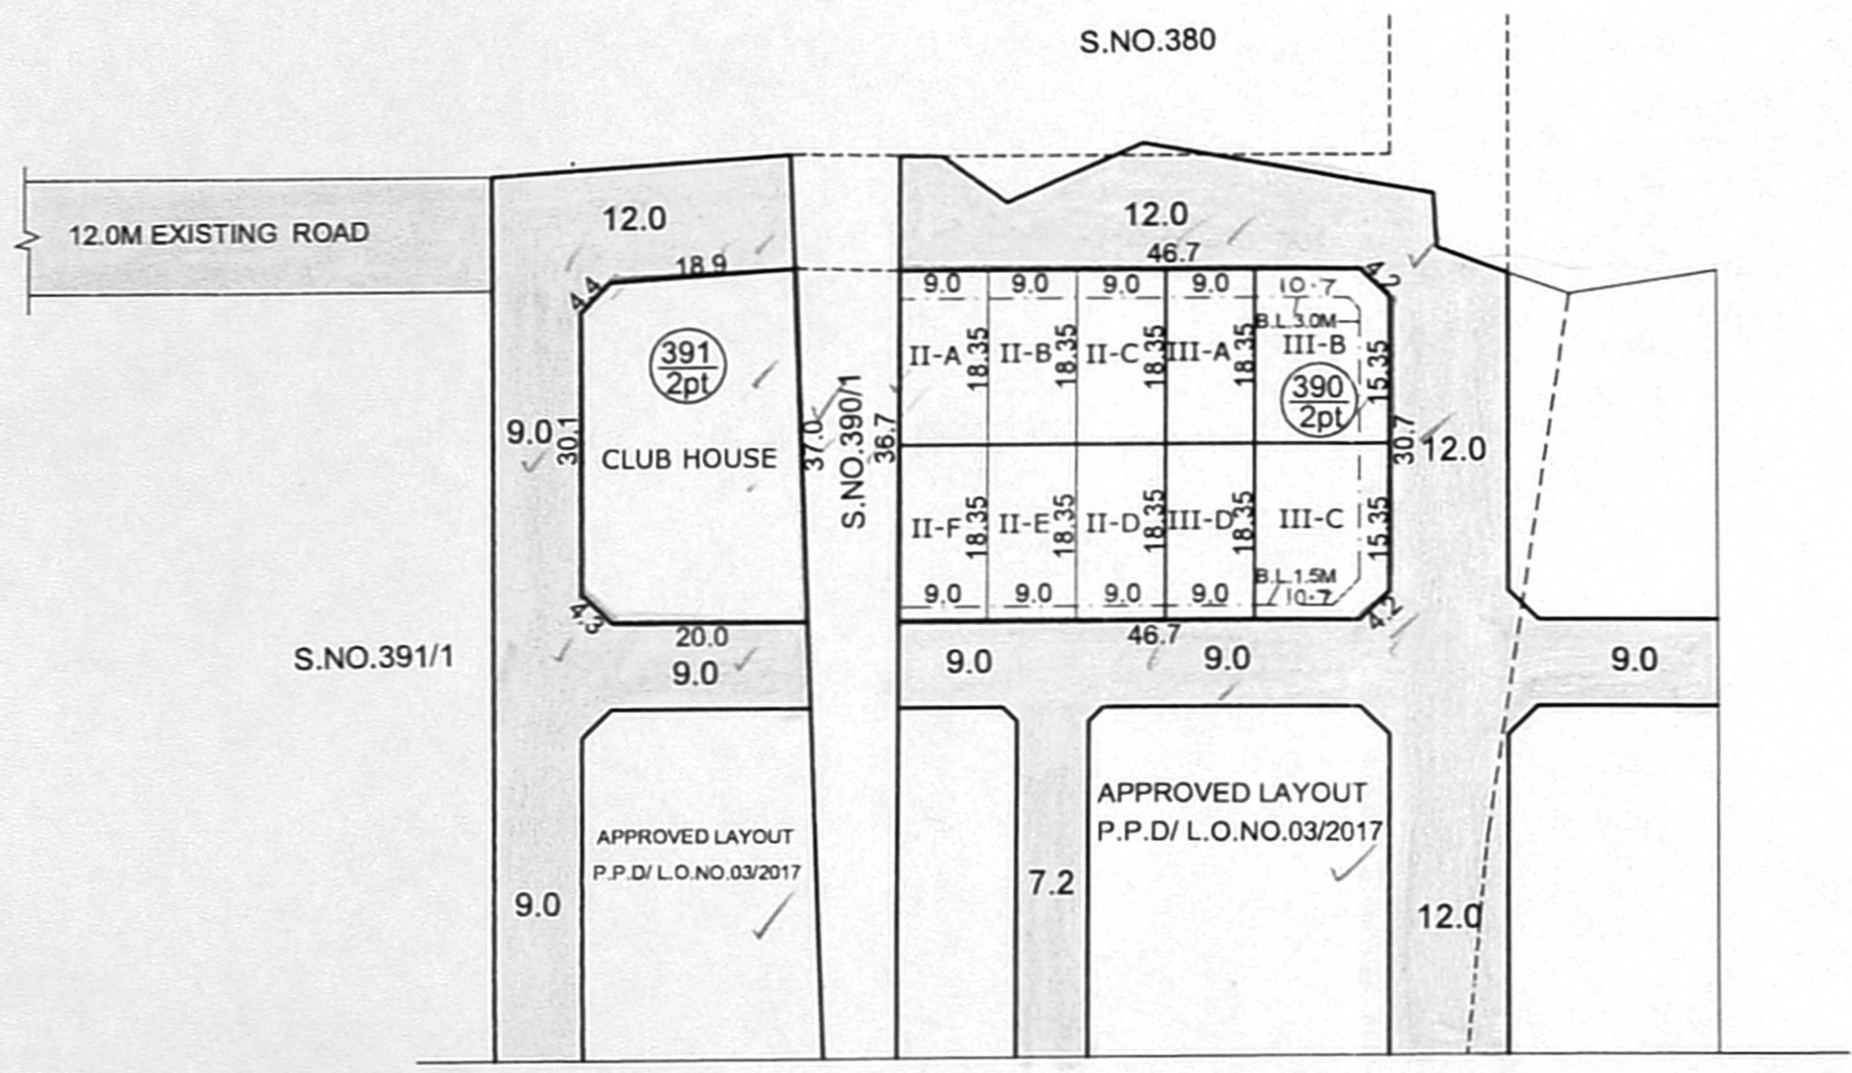 S.NO.380
12.0M EXISTING ROAD
12.0
12.0
18.9
46.7
4.4
4.2
9.0
9.0
9.0
9.0
10.7
B.L.3.0M
391
2pt
II-A
18.35
II-B
18.35
II-C
18.35
III-A
18.35
III-B
15.35
390
2pt
9.0
30.1
CLUB HOUSE
37.0
S.NO.390/1
36.7
30.7
12.0
II-F
18.35
II-E
18.35
II-D
18.35
III-D
18.35
III-C
15.35
B.L.1.5M
9.0
9.0
9.0
9.0
10.7
4.3
4.2
20.0
46.7
S.NO.391/1
9.0
9.0
9.0
9.0
APPROVED LAYOUT
P.P.D/ L.O.NO.03/2017
APPROVED LAYOUT
P.P.D/ L.O.NO.03/2017
9.0
7.2
12.0